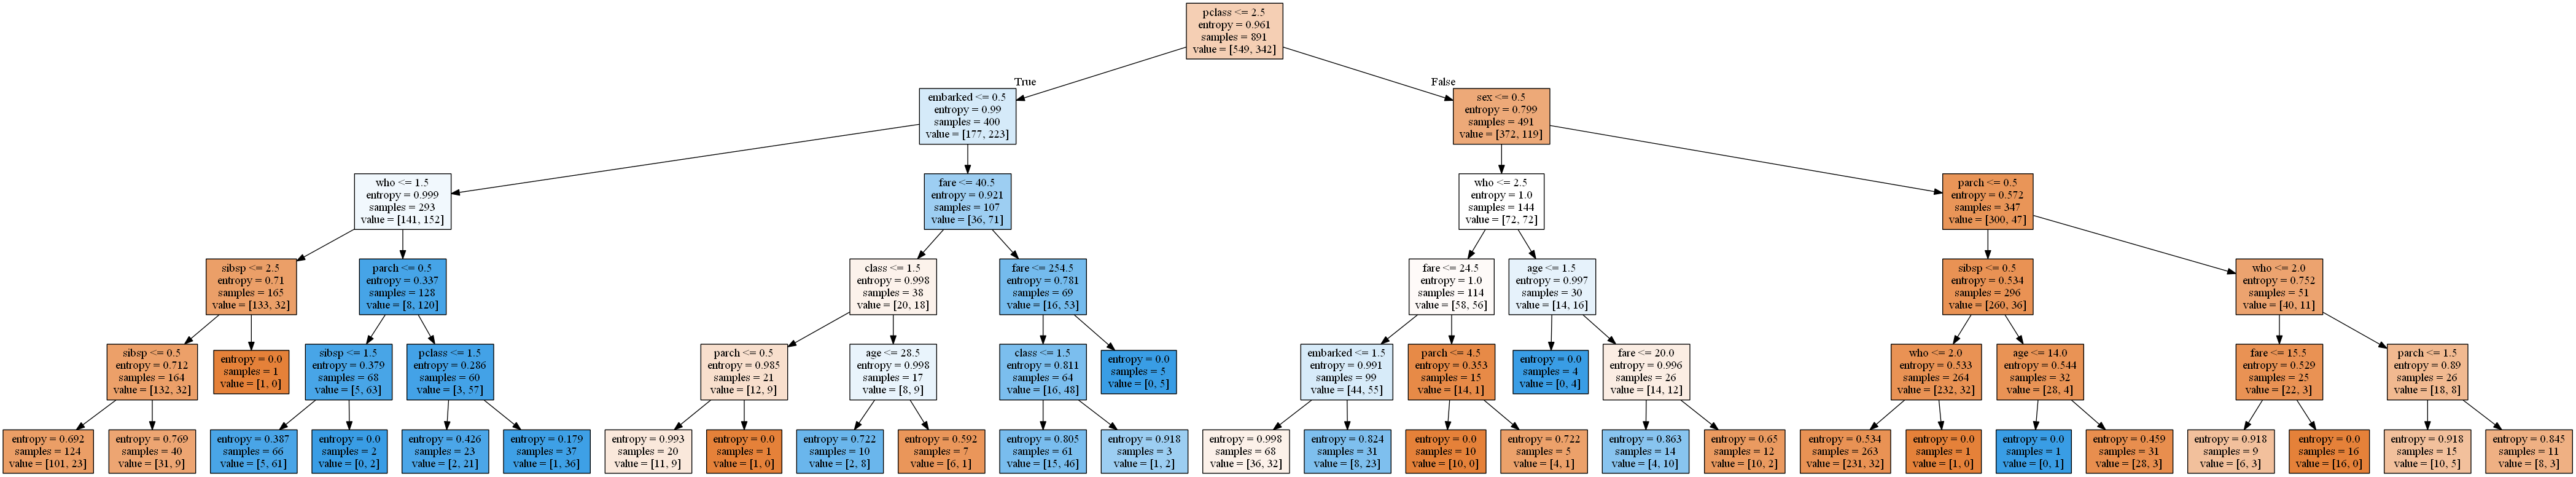 pclass <= 2.5
entropy = 0.961
samples = 891
value = [549, 342]
True
False
embarked <= 0.5
entropy = 0.99
samples = 400
value = [177, 223]
sex <= 0.5
entropy = 0.799
samples = 491
value = [372, 119]
who <= 1.5
entropy = 0.999
samples = 293
value = [141, 152]
fare <= 40.5
entropy = 0.921
samples = 107
value = [36, 71]
who <= 2.5
entropy = 1.0
samples = 144
value = [72, 72]
parch <= 0.5
entropy = 0.572
samples = 347
value = [300, 47]
sibsp <= 2.5
entropy = 0.71
samples = 165
value = [133, 32]
parch <= 0.5
entropy = 0.337
samples = 128
value = [8, 120]
class <= 1.5
entropy = 0.998
samples = 38
value = [20, 18]
fare <= 254.5
entropy = 0.781
samples = 69
value = [16, 53]
fare <= 24.5
entropy = 1.0
samples = 114
value = [58, 56]
age <= 1.5
entropy = 0.997
samples = 30
value = [14, 16]
sibsp <= 0.5
entropy = 0.534
samples = 296
value = [260, 36]
who <= 2.0
entropy = 0.752
samples = 51
value = [40, 11]
sibsp <= 0.5
entropy = 0.712
samples = 164
value = [132, 32]
entropy = 0.0
samples = 1
value = [1, 0]
sibsp <= 1.5
entropy = 0.379
samples = 68
value = [5, 63]
pclass <= 1.5
entropy = 0.286
samples = 60
value = [3, 57]
parch <= 0.5
entropy = 0.985
samples = 21
value = [12, 9]
age <= 28.5
entropy = 0.998
samples = 17
value = [8, 9]
class <= 1.5
entropy = 0.811
samples = 64
value = [16, 48]
entropy = 0.0
samples = 5
value = [0, 5]
embarked <= 1.5
entropy = 0.991
samples = 99
value = [44, 55]
parch <= 4.5
entropy = 0.353
samples = 15
value = [14, 1]
entropy = 0.0
samples = 4
value = [0, 4]
fare <= 20.0
entropy = 0.996
samples = 26
value = [14, 12]
who <= 2.0
entropy = 0.533
samples = 264
value = [232, 32]
age <= 14.0
entropy = 0.544
samples = 32
value = [28, 4]
fare <= 15.5
entropy = 0.529
samples = 25
value = [22, 3]
parch <= 1.5
entropy = 0.89
samples = 26
value = [18, 8]
entropy = 0.692
samples = 124
value = [101, 23]
entropy = 0.769
samples = 40
value = [31, 9]
entropy = 0.387
samples = 66
value = [5, 61]
entropy = 0.0
samples = 2
value = [0, 2]
entropy = 0.426
samples = 23
value = [2, 21]
entropy = 0.179
samples = 37
value = [1, 36]
entropy = 0.993
samples = 20
value = [11, 9]
entropy = 0.0
samples = 1
value = [1, 0]
entropy = 0.722
samples = 10
value = [2, 8]
entropy = 0.592
samples = 7
value = [6, 1]
entropy = 0.805
samples = 61
value = [15, 46]
entropy = 0.918
samples = 3
value = [1, 2]
entropy = 0.998
samples = 68
value = [36, 32]
entropy = 0.824
samples = 31
value = [8, 23]
entropy = 0.0
samples = 10
value = [10, 0]
entropy = 0.722
samples = 5
value = [4, 1]
entropy = 0.863
samples = 14
value = [4, 10]
entropy = 0.65
samples = 12
value = [10, 2]
entropy = 0.534
samples = 263
value = [231, 32]
entropy = 0.0
samples = 1
value = [1, 0]
entropy = 0.0
samples = 1
value = [0, 1]
entropy = 0.459
samples = 31
value = [28, 3]
entropy = 0.918
samples = 9
value = [6, 3]
entropy = 0.0
samples = 16
value = [16, 0]
entropy = 0.918
samples = 15
value = [10, 5]
entropy = 0.845
samples = 11
value = [8, 3]